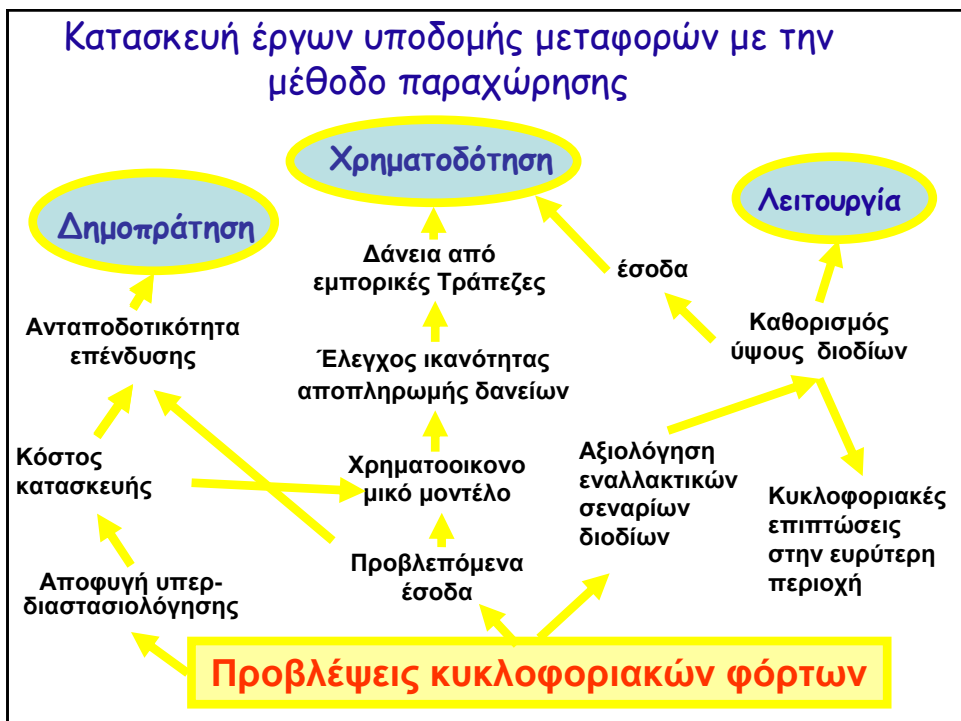 Κατασκευή έργων υποδομής μεταφορών με την
μέθοδο παραχώρησης
Χρηματοδότηση
Δημοπράτηση
Λειτουργία
Δάνεια από
εμπορικές Τράπεζες
έσοδα
Ανταποδοτικότητα
επένδυσης
Καθορισμός
ύψους διοδίων
Έλεγχος ικανότητας
αποπληρωμής δανείων
Κόστος
κατασκευής
Χρηματοοικονο
μικό μοντέλο
Αξιολόγηση
εναλλακτικών
σεναρίων
διοδίων
Κυκλοφοριακές
επιπτώσεις
στην ευρύτερη
περιοχή
Αποφυγή υπερ-
διαστασιολόγησης
Προβλεπόμενα
έσοδα
Προβλέψεις κυκλοφοριακών φόρτων